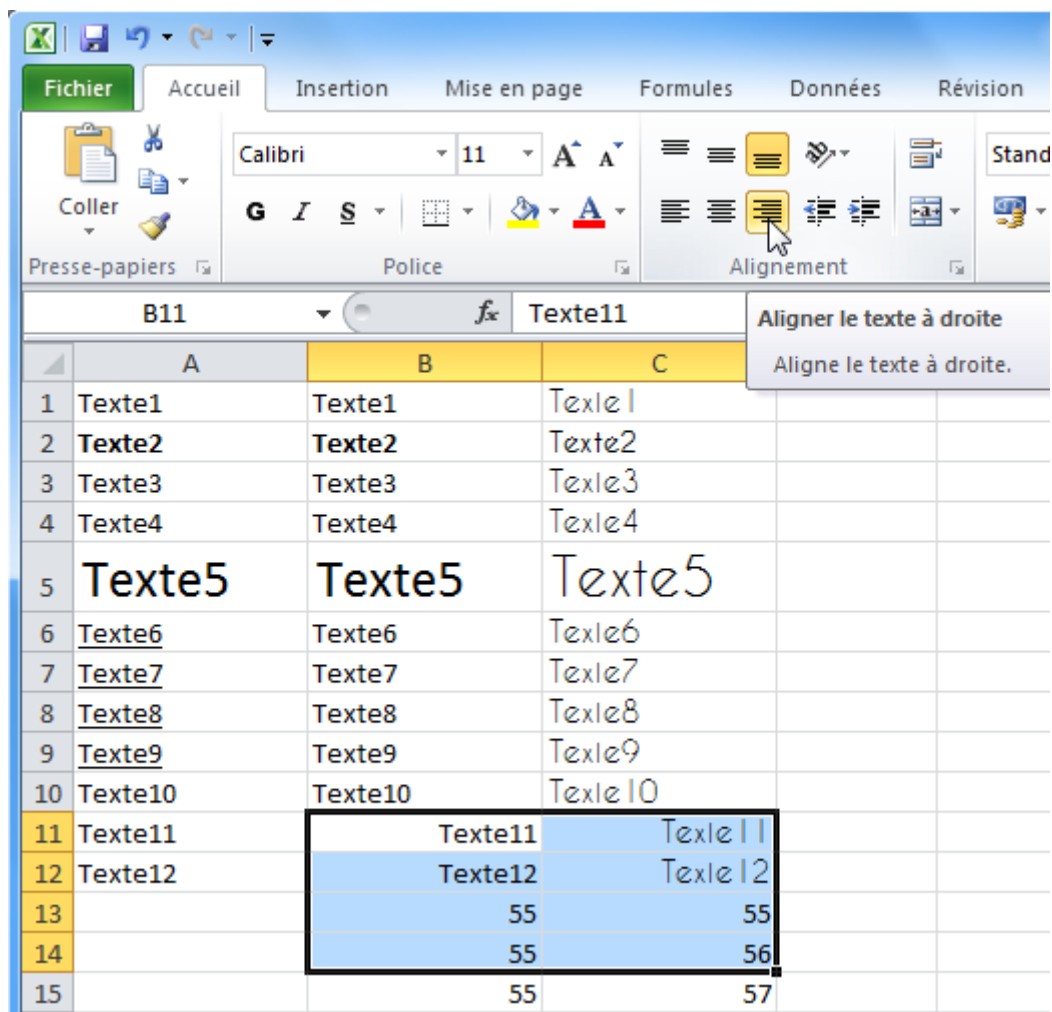 Fichier Accueil Insertion Mise en page Formules Données Révision
Calibri 11 A A Stand
Coller G I S A a
Presse-papiers Police Alignement
B11 fx Texte11
Aligner le texte à droite
Aligne le texte à droite.
A B C
1 Texte1 Texte1 Texte1
2 Texte2 Texte2 Texte2
3 Texte3 Texte3 Texte3
4 Texte4 Texte4 Texte4
5 Texte5 Texte5 Texte5
6 Texte6 Texte6 Texte6
7 Texte7 Texte7 Texte7
8 Texte8 Texte8 Texte8
9 Texte9 Texte9 Texte9
10 Texte10 Texte10 Texte10
11 Texte11 Texte11 Texte11
12 Texte12 Texte12 Texte12
13 55 55
14 55 56
15 55 57